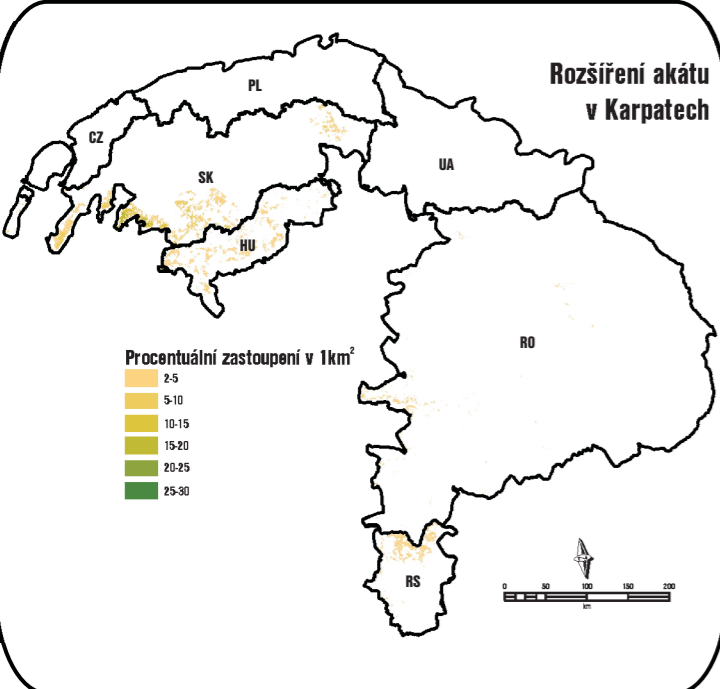 Rozšíření akátu
v Karpatech
PL
CZ
SK
UA
HU
RO
RS
Procentuální zastoupení v 1km²
2-5
5-10
10-15
15-20
20-25
25-30
0 50 100 150 200
km